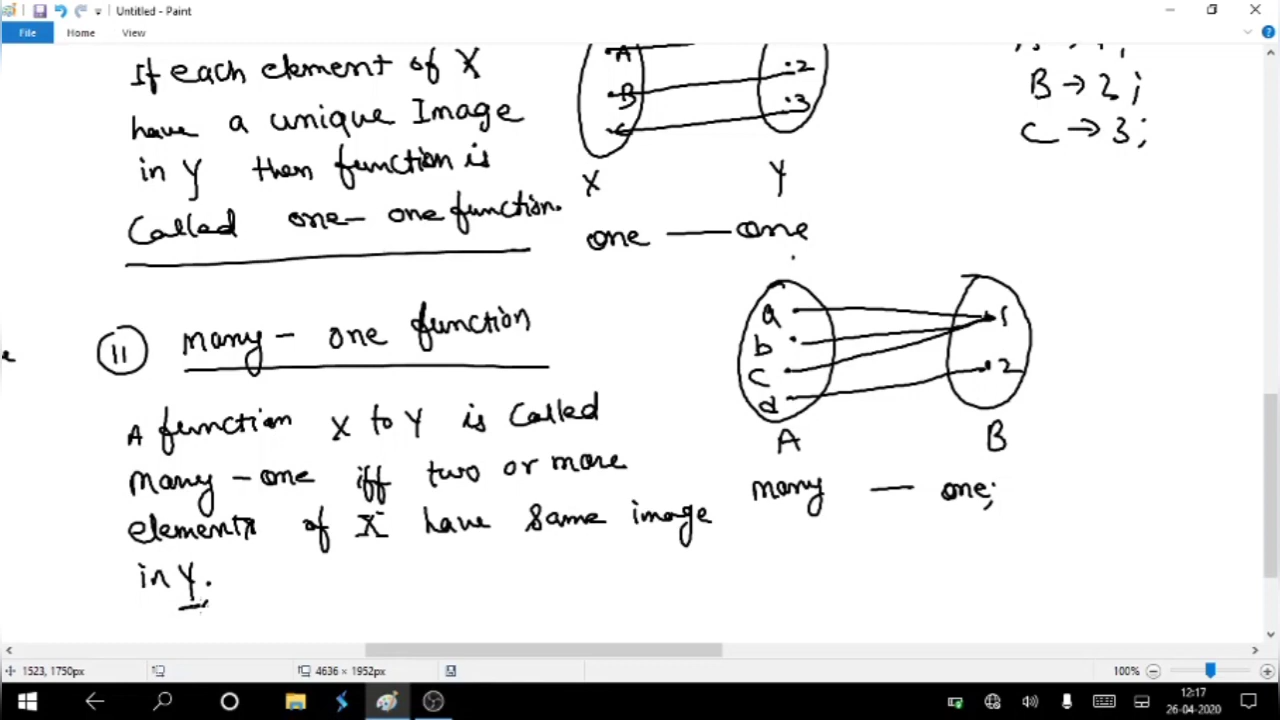 Untitled - Paint
File Home View
If each element of X
have a unique Image
in Y then function is
Called one- one function.
A
B
C
.2
.3
X
Y
one — one
B → 2;
C → 3;
(11) many - one function
A function X to Y is Called
many - one iff two or more
elements of X have same image
in Y.
a
b
c
d
1
2
A
B
many — one;
1523, 1750px
4636 × 1952px
100%
12:17
26-04-2020